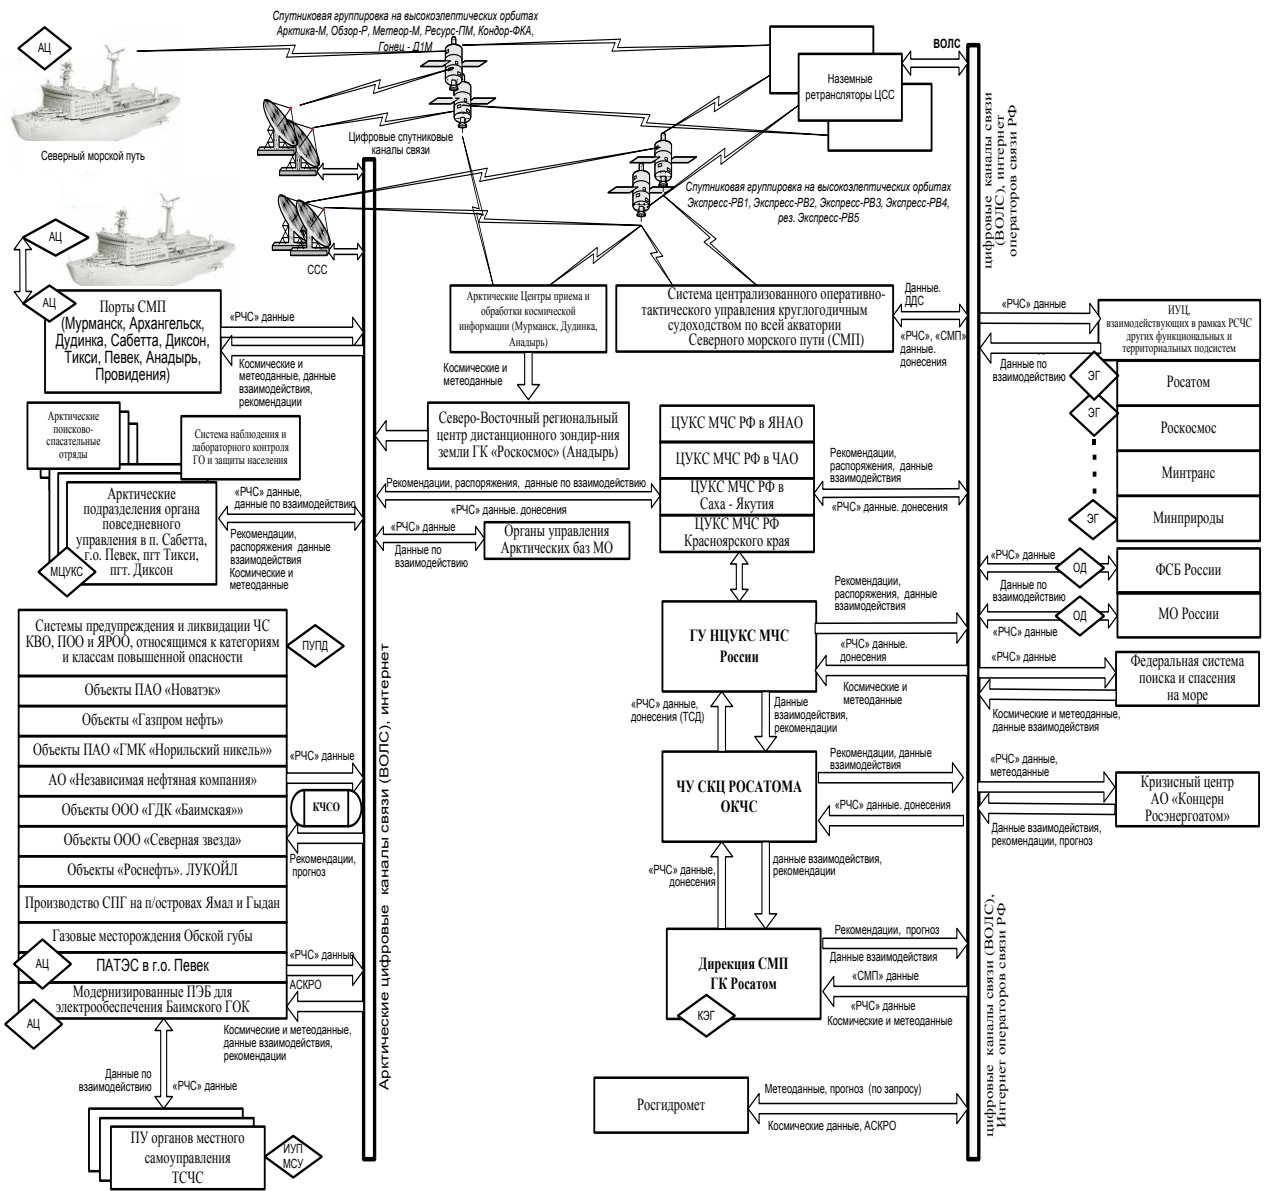 Спутниковая группировка на высокоэлептических орбитах
Арктика-М, Обзор-Р, Метеор-М, Ресурс-ПМ, Кондор-ФКА,
Гонец - Д1М
АЦ
Северный морской путь
Цифровые спутниковые
каналы связи
ВОЛС
Наземные
ретрансляторы ЦСС
цифровые каналы связи
(ВОЛС), интернет
операторов связи РФ
Спутниковая группировка на высокоэлептических орбитах
Экспресс-РВ1, Экспресс-РВ2, Экспресс-РВ3, Экспресс-РВ4,
рез. Экспресс-РВ5
АЦ
ССС
АЦ
Порты СМП
(Мурманск, Архангельск,
Дудинка, Сабетта, Диксон,
Тикси, Певек, Анадырь,
Провидения)
«РЧС» данные
Космические и
метеоданные, данные
взаимодействия,
рекомендации
Арктические Центры приема и
обработки космической
информации (Мурманск, Дудинка,
Анадырь)
Система централизованного оперативно-
тактического управления круглогодичным
судоходством по всей акватории
Северного морского пути (СМП)
Данные.
ДДС
«РЧС», «СМП»
данные.
донесения
«РЧС» данные
Данные по
взаимодействию
ИУЦ,
взаимодействующих в рамках РСЧС
других функциональных и
территориальных подсистем
ЭГ
Росатом
ЭГ
Роскосмос
Минтранс
ЭГ
Минприроды
Космические и
метеоданные
Северо-Восточный региональный
центр дистанционного зондир-ния
земли ГК «Роскосмос» (Анадырь)
Арктические
поисково-
спасательные
отряды
Система наблюдения и
лабораторного контроля
ГО и защиты населения
Арктические
подразделения органа
повседневного
управления в п. Сабетта,
г.о. Певек, пгт Тикси,
пгт. Диксон
МЦУКС
«РЧС» данные,
данные по взаимодействию
Рекомендации,
распоряжения данные
взаимодействия
Космические и
метеоданные
Рекомендации, распоряжения, данные по взаимодействию
«РЧС» данные. донесения
«РЧС» данные
Данные по
взаимодействию
Органы управления
Арктических баз МО
ЦУКС МЧС РФ в ЯНАО
ЦУКС МЧС РФ в ЧАО
ЦУКС МЧС РФ в
Саха - Якутия
ЦУКС МЧС РФ
Красноярского края
Рекомендации,
распоряжения, данные
взаимодействия
«РЧС» данные. донесения
«РЧС» данные
ОД
ФСБ России
Данные по
взаимодействию
ОД
МО России
«РЧС» данные
«РЧС» данные
Федеральная система
поиска и спасения
на море
Космические и метеоданные,
данные взаимодействия
«РЧС» данные,
метеоданные
Кризисный центр
АО «Концерн
Росэнергоатом»
Данные взаимодействия,
рекомендации, прогноз
Рекомендации,
распоряжения, данные
взаимодействия
ГУ НЦУКС МЧС
России
«РЧС» данные.
донесения
Космические и
метеоданные
«РЧС» данные,
донесения (ТСД)
Данные
взаимодействия,
рекомендации
ЧУ СКЦ РОСАТОМА
ОКЧС
Рекомендации, данные
взаимодействия
«РЧС» данные. донесения
«РЧС» данные,
донесения
данные взаимодействия,
рекомендации
Дирекция СМП
ГК Росатом
КЭГ
Рекомендации, прогноз
Данные взаимодействия
«СМП» данные
«РЧС» данные
Космические и метеоданные
Росгидромет
Метеоданные, прогноз (по запросу)
Космические данные, АСКРО
цифровые каналы связи (ВОЛС),
Интернет операторов связи РФ
Арктические цифровые каналы связи (ВОЛС), интернет
Системы предупреждения и ликвидации ЧС
КВО, ПОО и ЯРОО, относящимся к категориям
и классам повышенной опасности
ПУПД
Объекты ПАО «Новатэк»
Объекты «Газпром нефть»
Объекты ПАО «ГМК «Норильский никель»»
АО «Независимая нефтяная компания»
Объекты ООО «ГДК «Баимская»»
Объекты ООО «Северная звезда»
Объекты «Роснефть». ЛУКОЙЛ
Производство СПГ на п/островах Ямал и Гыдан
Газовые месторождения Обской губы
АЦ
ПАТЭС в г.о. Певек
Модернизированные ПЭБ для
электрообеспечения Баимского ГОК
АЦ
«РЧС» данные
КЧСО
Рекомендации,
прогноз
«РЧС» данные
АСКРО
Космические и метеоданные,
данные взаимодействия,
рекомендации
Данные по
взаимодействию
«РЧС» данные
ПУ органов местного
самоуправления
ТСЧС
ИУП
МСУ